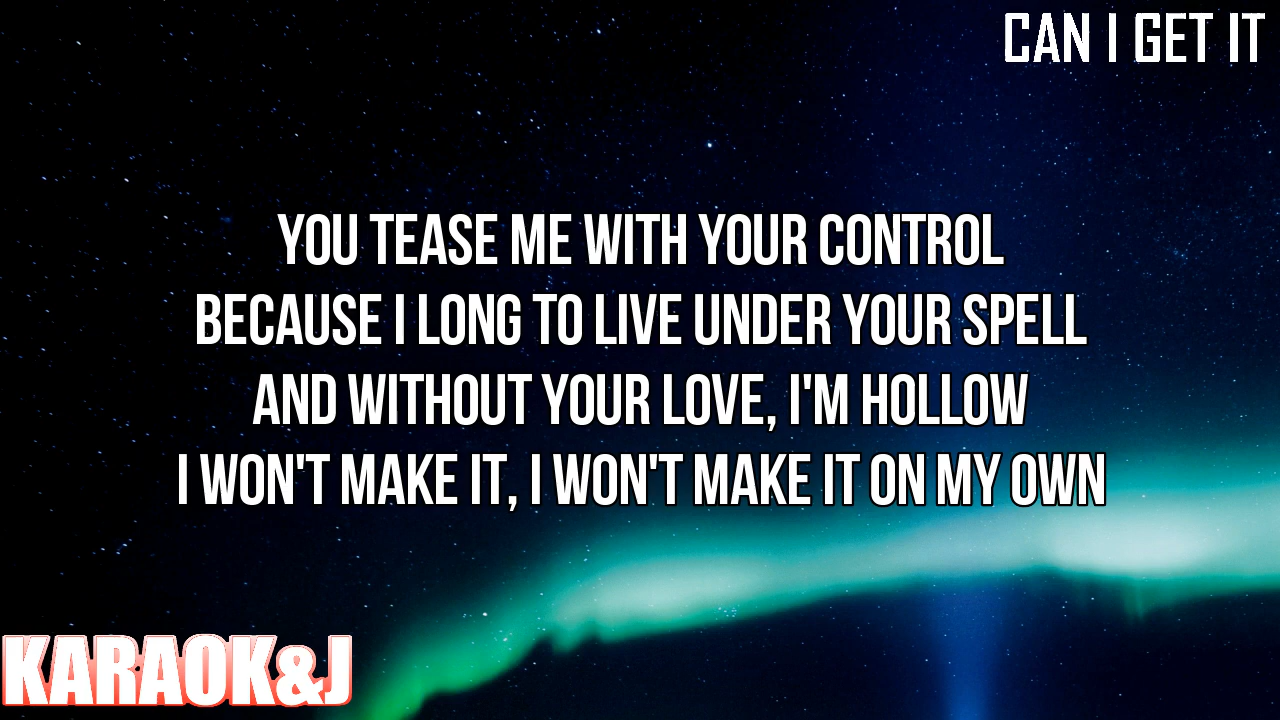 CAN I GET IT
YOU TEASE ME WITH YOUR CONTROL
BECAUSE I LONG TO LIVE UNDER YOUR SPELL
AND WITHOUT YOUR LOVE, I'M HOLLOW
I WON'T MAKE IT, I WON'T MAKE IT ON MY OWN
KARAOK&J